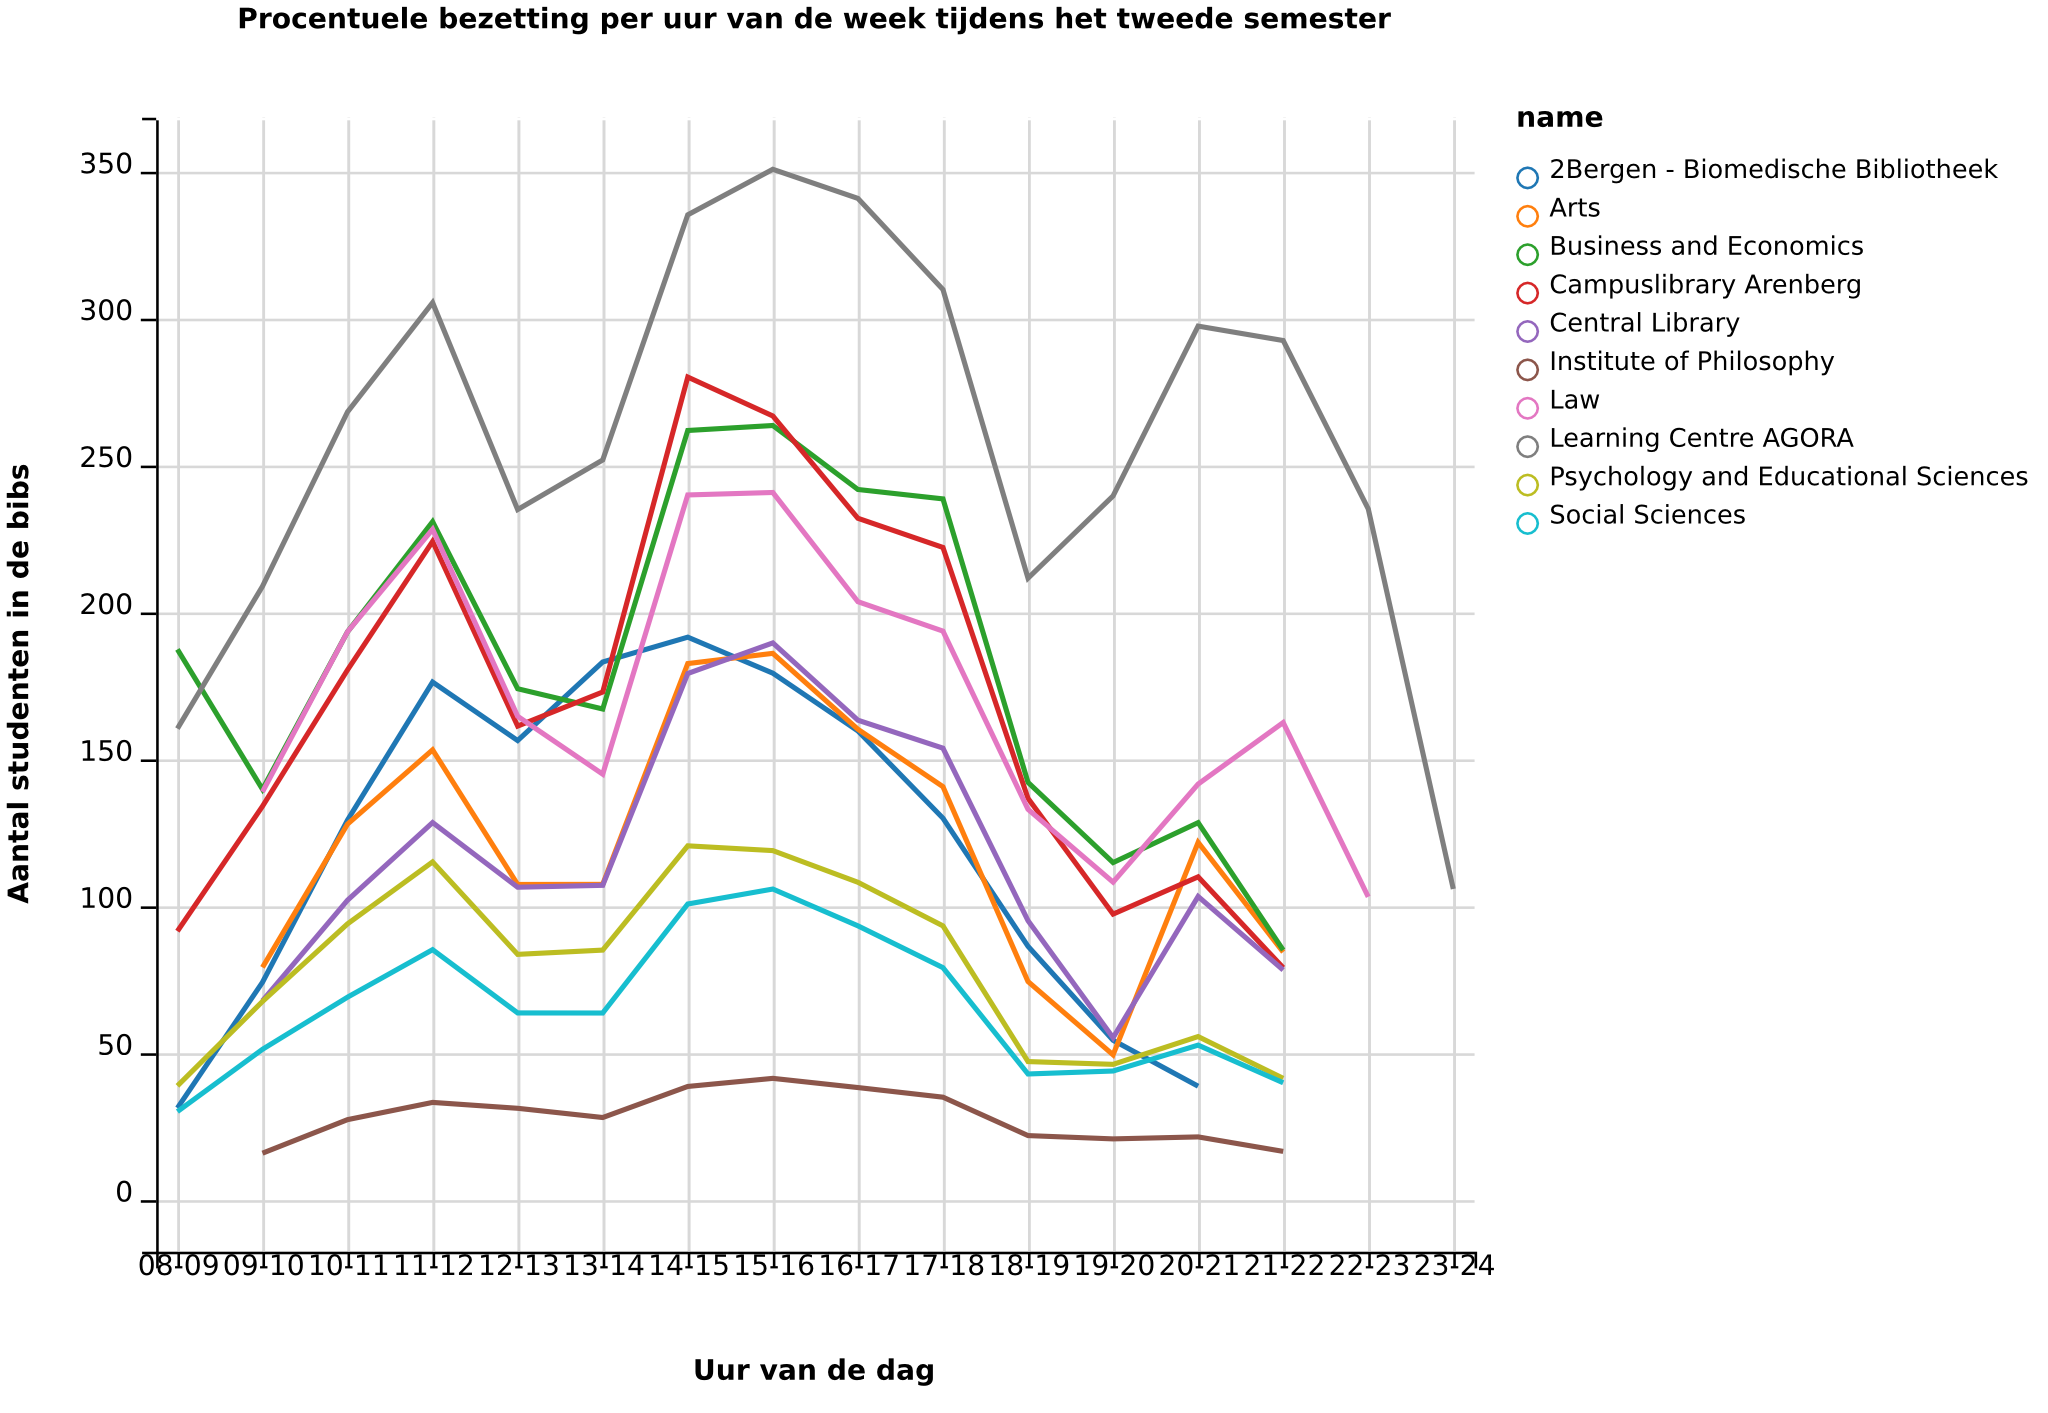 Procentuele bezetting per uur van de week tijdens het tweede semester
name
2Bergen - Biomedische Bibliotheek
Arts
Business and Economics
Campuslibrary Arenberg
Central Library
Institute of Philosophy
Law
Learning Centre AGORA
Psychology and Educational Sciences
Social Sciences
Aantal studenten in de bibs
350
300
250
200
150
100
50
0
08-09 09-10 10-11 11-12 12-13 13-14 14-15 15-16 16-17 17-18 18-19 19-20 20-21 21-22 22-23 23-24
Uur van de dag